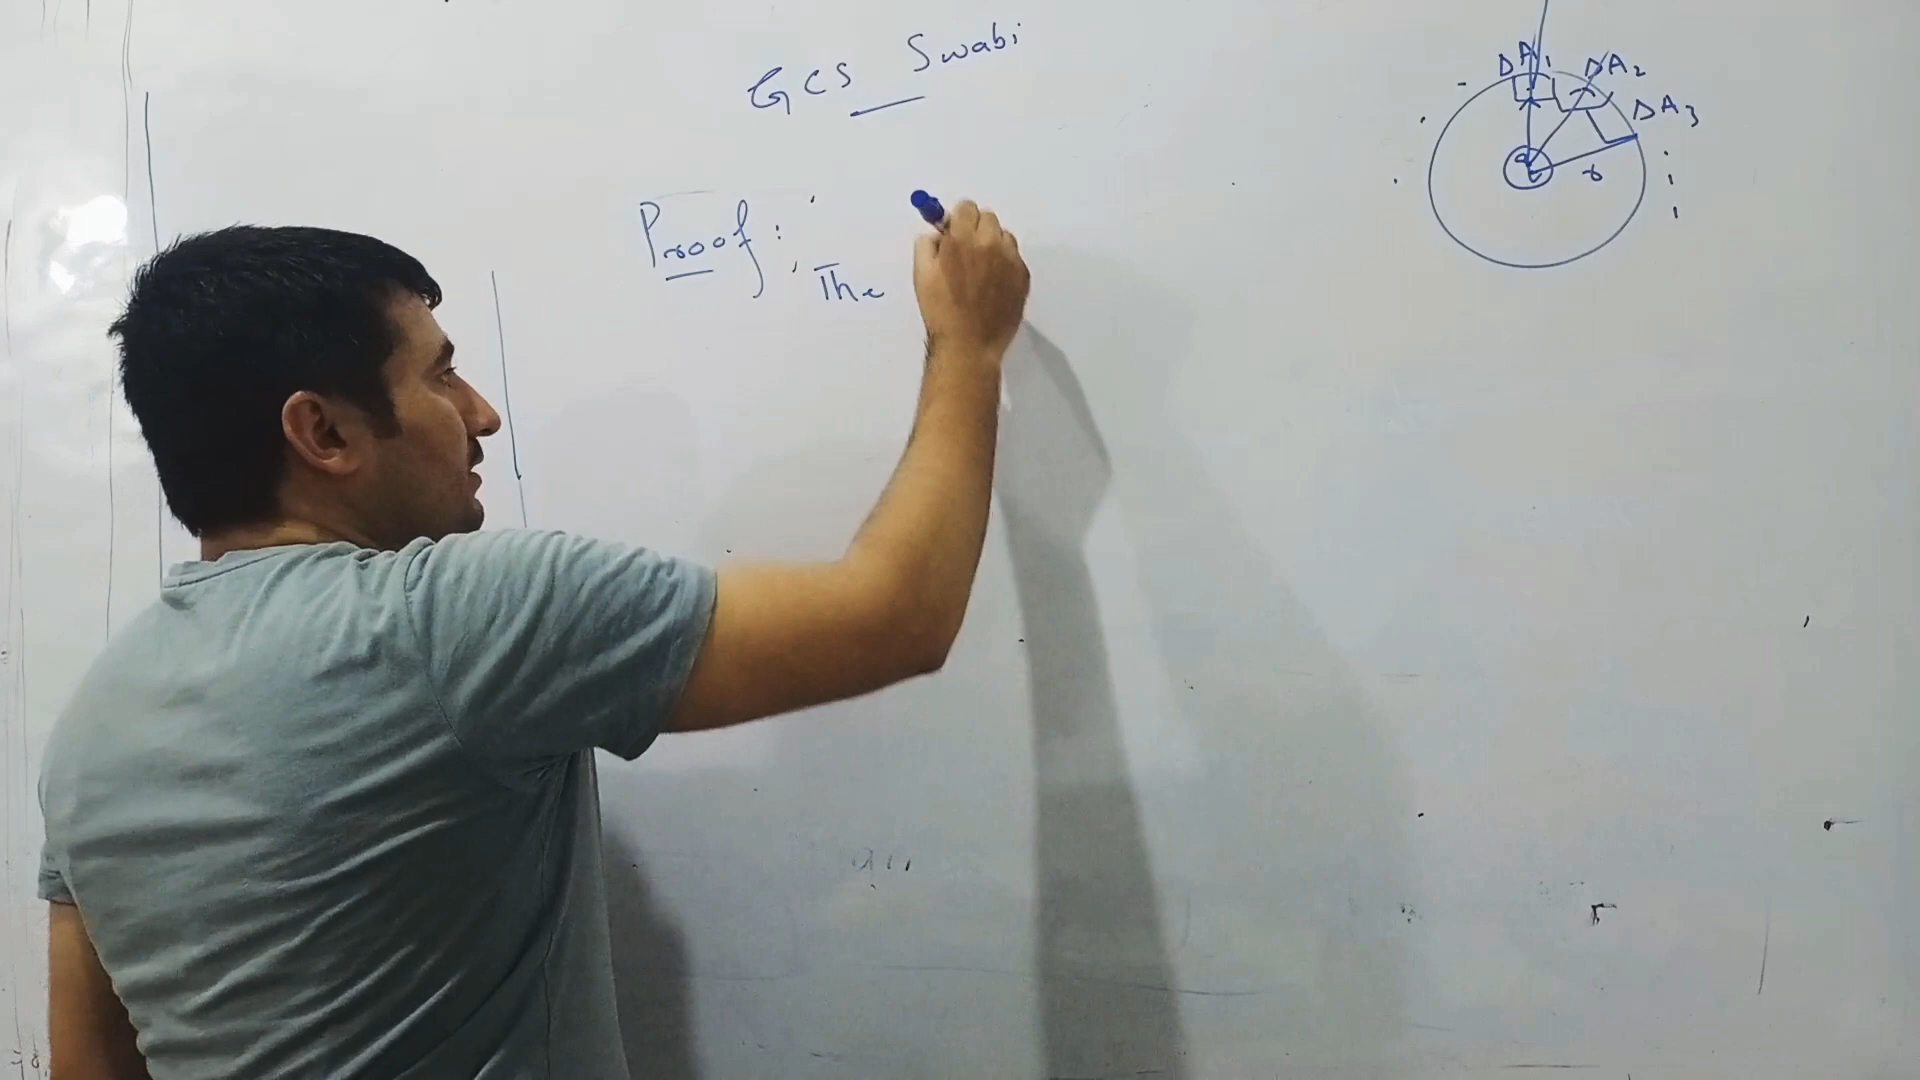 GCS Swabi
Proof:
The
ΔA1 ΔA2
ΔA3
r